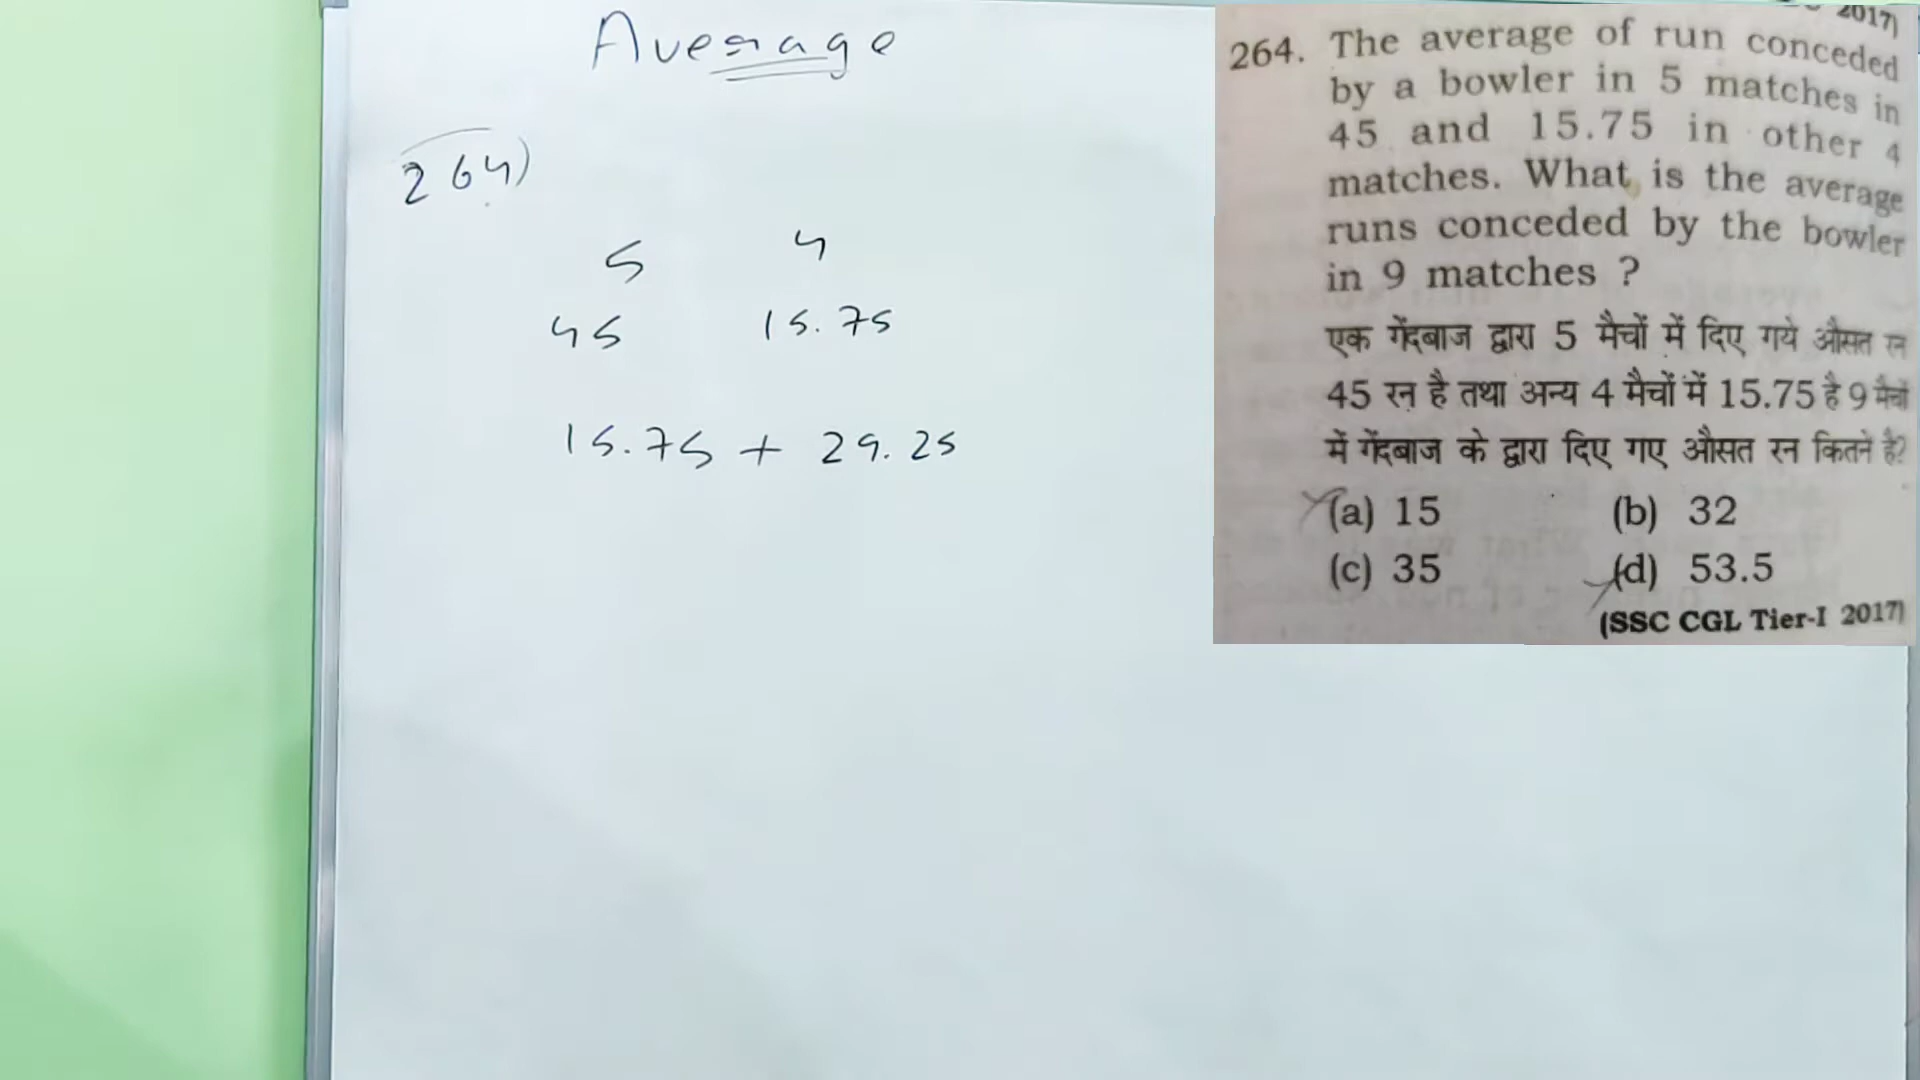 Average
264)
5 4
45 15.75
15.75 + 29.25
2017)
264. The average of run conceded
by a bowler in 5 matches in
45 and 15.75 in other 4
matches. What is the average
runs conceded by the bowler
in 9 matches ?
एक गेंदबाज द्वारा 5 मैचों में दिए गये औसत रन
45 रन है तथा अन्य 4 मैचों में 15.75 है 9 मैचों
में गेंदबाज के द्वारा दिए गए औसत रन कितने है?
(a) 15 (b) 32
(c) 35 (d) 53.5
(SSC CGL Tier-I 2017)